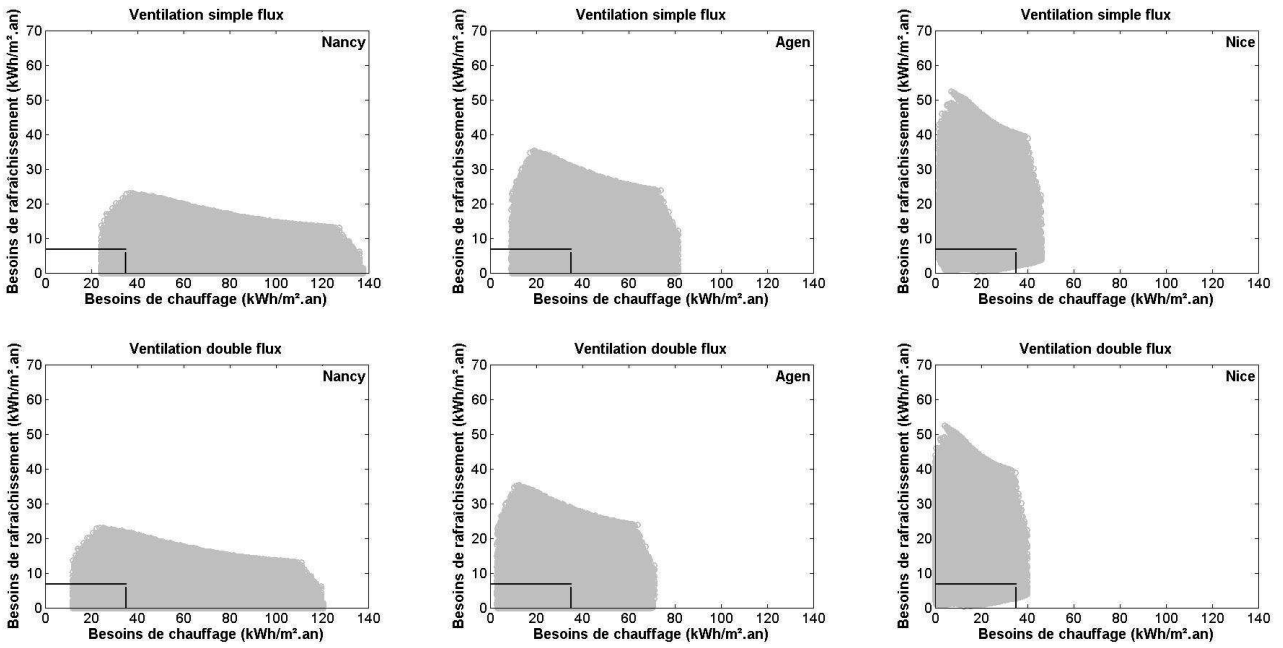 Ventilation simple flux
Nancy
Besoins de rafraichissement (kWh/m².an)
70
60
50
40
30
20
10
0
0 20 40 60 80 100 120 140
Besoins de chauffage (kWh/m².an)
Ventilation simple flux
Agen
Besoins de rafraichissement (kWh/m².an)
70
60
50
40
30
20
10
0
0 20 40 60 80 100 120 140
Besoins de chauffage (kWh/m².an)
Ventilation simple flux
Nice
Besoins de rafraîchissement (kWh/m².an)
70
60
50
40
30
20
10
0
0 20 40 60 80 100 120 140
Besoins de chauffage (kWh/m².an)
Ventilation double flux
Nancy
Besoins de rafraichissement (kWh/m².an)
70
60
50
40
30
20
10
0
0 20 40 60 80 100 120 140
Besoins de chauffage (kWh/m².an)
Ventilation double flux
Agen
Besoins de rafraichissement (kWh/m².an)
70
60
50
40
30
20
10
0
0 20 40 60 80 100 120 140
Besoins de chauffage (kWh/m².an)
Ventilation double flux
Nice
Besoins de rafraîchissement (kWh/m².an)
70
60
50
40
30
20
10
0
0 20 40 60 80 100 120 140
Besoins de chauffage (kWh/m².an)